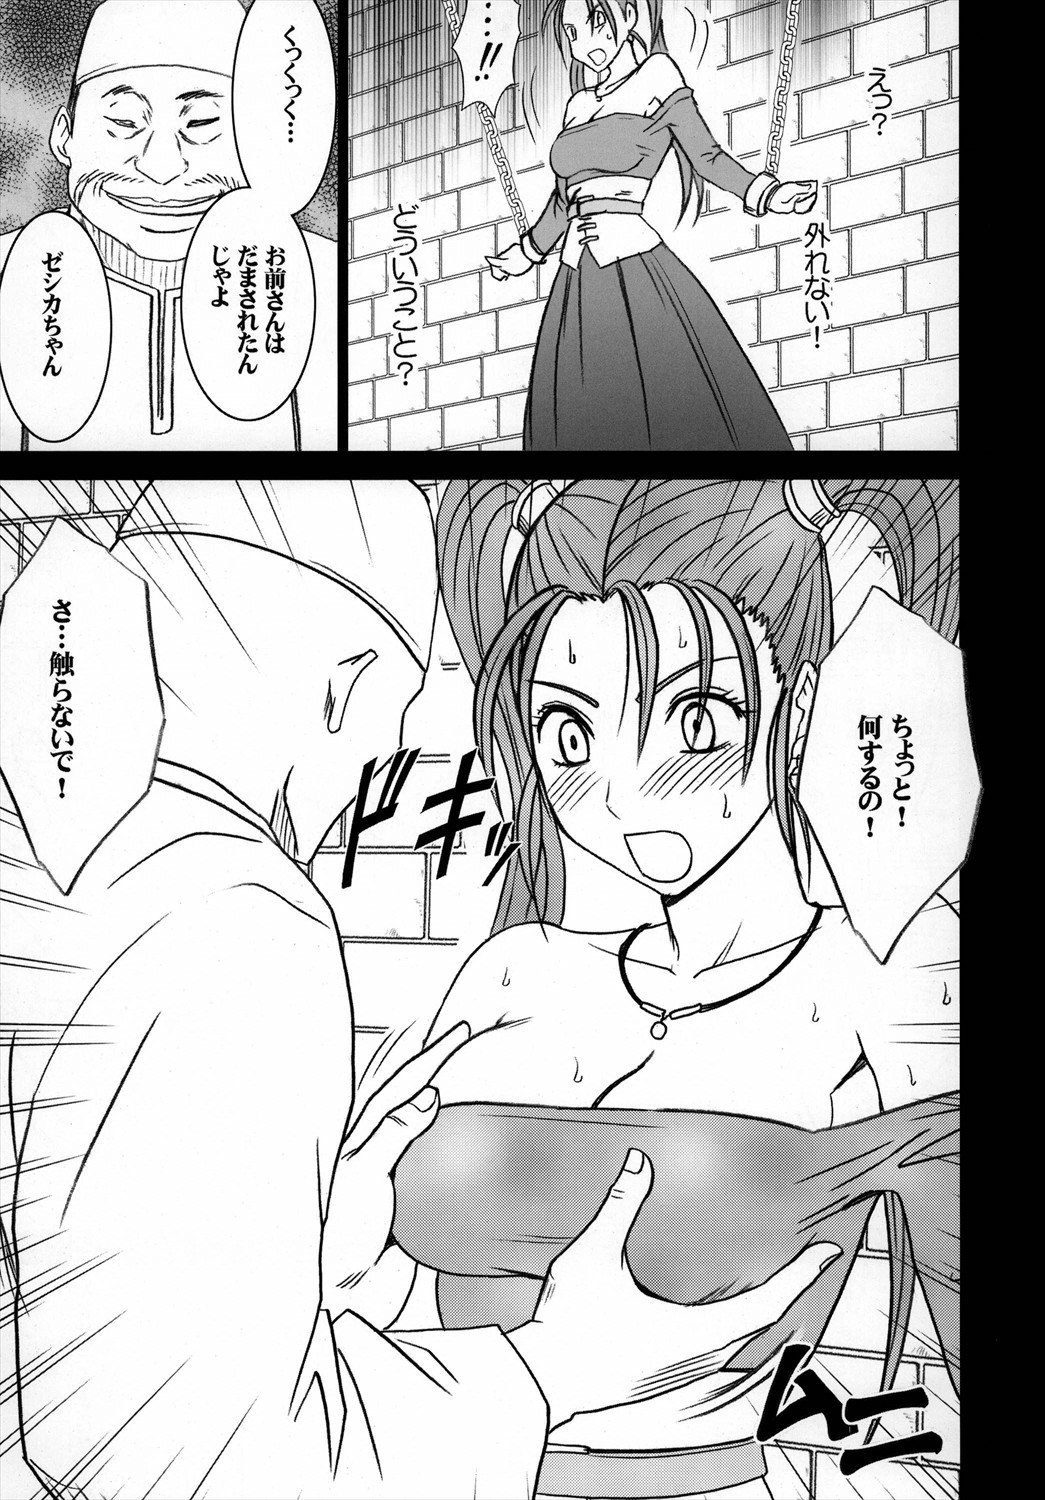 えっ?
外れない!
…!!
どういうこと?
くっくっく…
お前さんは
だまされたん
じゃよ
ゼシカちゃん
ちょっと!
何するの!
ドキッ
さ…触らないで!
ムニ